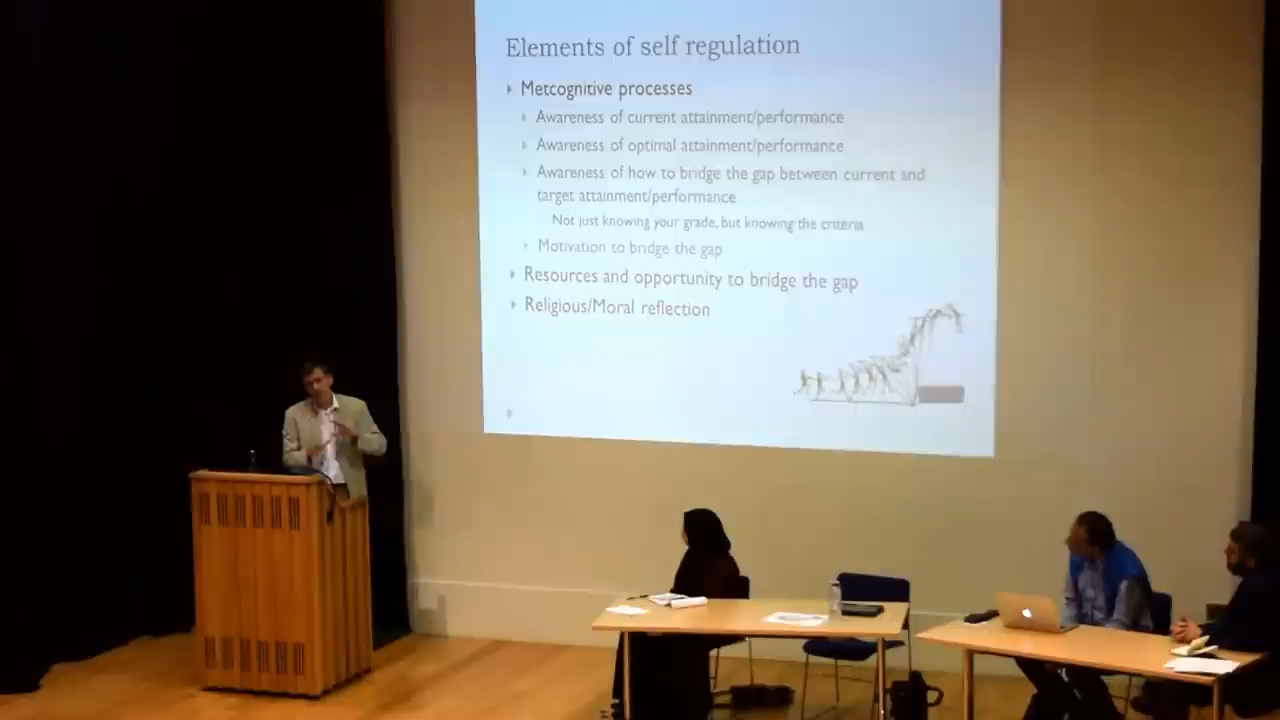 Elements of self regulation
Metcognitive processes
Awareness of current attainment/performance
Awareness of optimal attainment/performance
Awareness of how to bridge the gap between current and
target attainment/performance
Not just knowing your grade, but knowing the criteria
Motivation to bridge the gap
Resources and opportunity to bridge the gap
Religious/Moral reflection